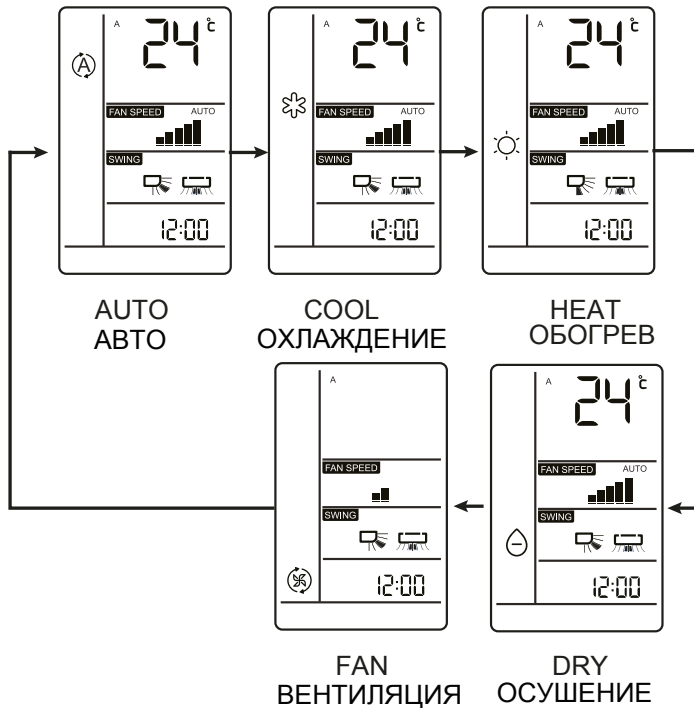 A
24°c
FAN SPEED AUTO
SWING
12:00
AUTO
АВТО
A
24°c
FAN SPEED AUTO
SWING
12:00
COOL
ОХЛАЖДЕНИЕ
A
24°c
FAN SPEED AUTO
SWING
12:00
HEAT
ОБОГРЕВ
A
FAN SPEED
SWING
12:00
FAN
ВЕНТИЛЯЦИЯ
A
24°c
FAN SPEED AUTO
SWING
12:00
DRY
ОСУШЕНИЕ